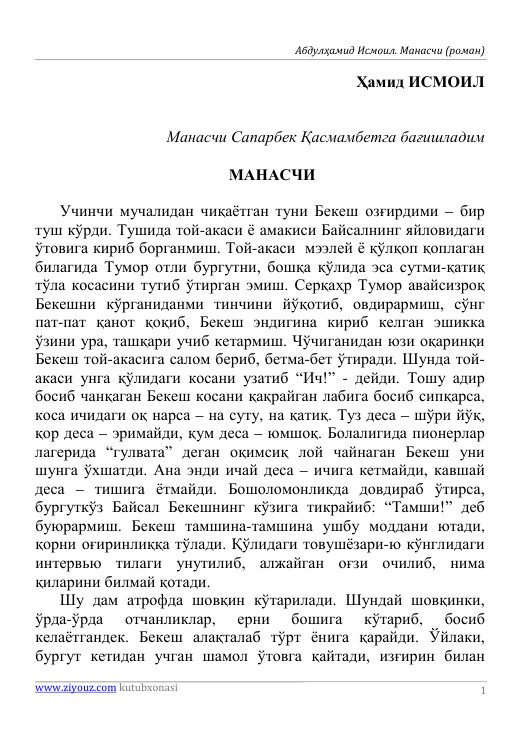 Абдулҳамид Исмоил. Манасчи (роман)
Ҳамид ИСМОИЛ
Манасчи Сапарбек Қасмамбетга бағишладим
МАНАСЧИ
Учинчи мучалидан чиқаётган туни Бекеш озғирдими – бир
туш кўрди. Тушида той-акаси ё амакиси Байсалнинг яйловидаги
ўтовига кириб борганмиш. Той-акаси мээлей ё қўлқоп қоплаган
билагида Тумор отли бургутни, бошқа қўлида эса сутми-қатиқ
тўла косасини тутиб ўтирган эмиш. Серқаҳр Тумор авайсизроқ
Бекешни кўрганиданми тинчини йўқотиб, овдирармиш, сўнг
пат-пат қанот қоқиб, Бекеш эндигина кириб келган эшикка
ўзини ура, ташқари учиб кетармиш. Чўчиганидан юзи оқаринқи
Бекеш той-акасига салом бериб, бетма-бет ўтиради. Шунда той-
акаси унга қўлидаги косани узатиб “Ич!” - дейди. Тошу адир
босиб чанқаган Бекеш косани қақрайган лабига босиб сипқарса,
коса ичидаги оқ нарса – на суту, на қатиқ. Туз деса – шўри йўқ,
қор деса – эримайди, қум деса – юмшоқ. Болалигида пионерлар
лагерида “гулвата” деган оқимсиқ лой чайнаган Бекеш уни
шунга ўхшатди. Ана энди ичай деса – ичига кетмайди, кавшай
деса – тишига ётмайди. Бошоломонликда довдираб ўтирса,
бургуткўз Байсал Бекешнинг кўзига тикрайиб: “Тамши!” деб
буюрармиш. Бекеш тамшина-тамшина ушбу моддани ютади,
қорни оғиринлиққа тўлади. Қўлидаги товушёзари-ю кўнглидаги
интервью тилаги унутилиб, алжайган оғзи очилиб, нима
қиларини билмай қотади.
Шу дам атрофда шовқин кўтарилади. Шундай шовқинки,
ўрда-ўрда отчанликлар, ерни бошига кўтариб, босиб
келаётгандек. Бекеш алақталаб тўрт ёнига қарайди. Ўйлаки,
бургут кетидан учган шамол ўтовга қайтади, изғирин билан
www.ziyouz.com kutubxonasi
1